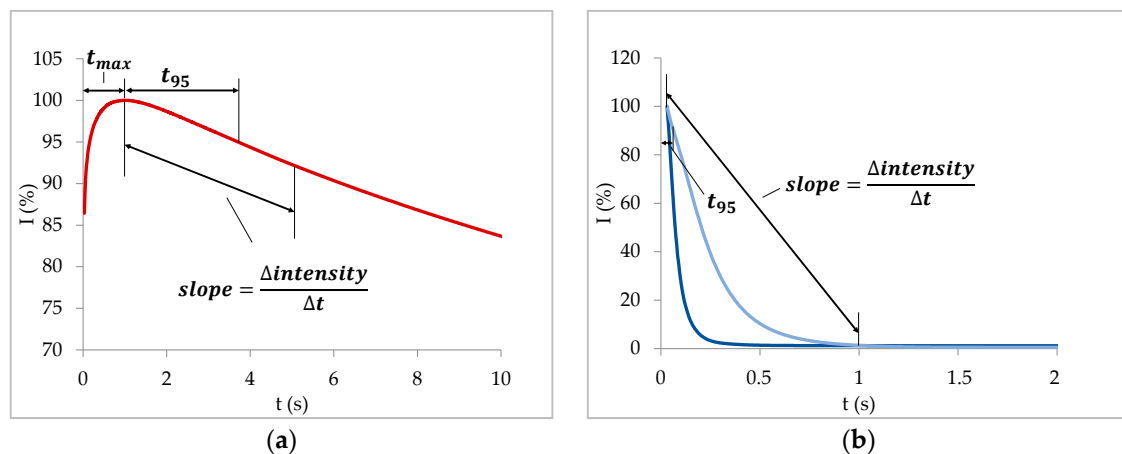 105
100
95
90
85
80
75
70
I (%)
t_max
t_95
slope = Δintensity / Δt
0 2 4 6 8 10
t (s)
(a)
120
100
80
60
40
20
0
I (%)
t_95
slope = Δintensity / Δt
0 0.5 1 1.5 2
t (s)
(b)